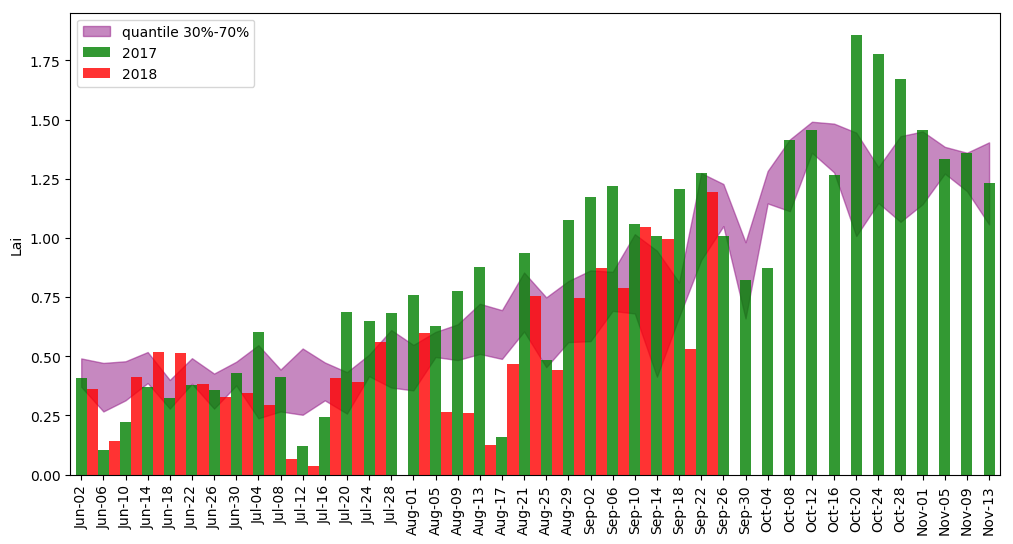 quantile 30%-70%
2017
2018
Lai
1.75
1.50
1.25
1.00
0.75
0.50
0.25
0.00
Jun-02
Jun-06
Jun-10
Jun-14
Jun-18
Jun-22
Jun-26
Jun-30
Jul-04
Jul-08
Jul-12
Jul-16
Jul-20
Jul-24
Jul-28
Aug-01
Aug-05
Aug-09
Aug-13
Aug-17
Aug-21
Aug-25
Aug-29
Sep-02
Sep-06
Sep-10
Sep-14
Sep-18
Sep-22
Sep-26
Sep-30
Oct-04
Oct-08
Oct-12
Oct-16
Oct-20
Oct-24
Oct-28
Nov-01
Nov-05
Nov-09
Nov-13